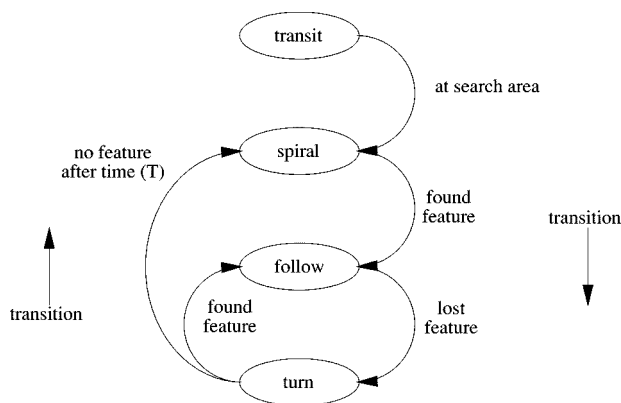 transit
at search area
no feature
after time (T)
spiral
found
feature
transition
follow
found
feature
lost
feature
transition
turn